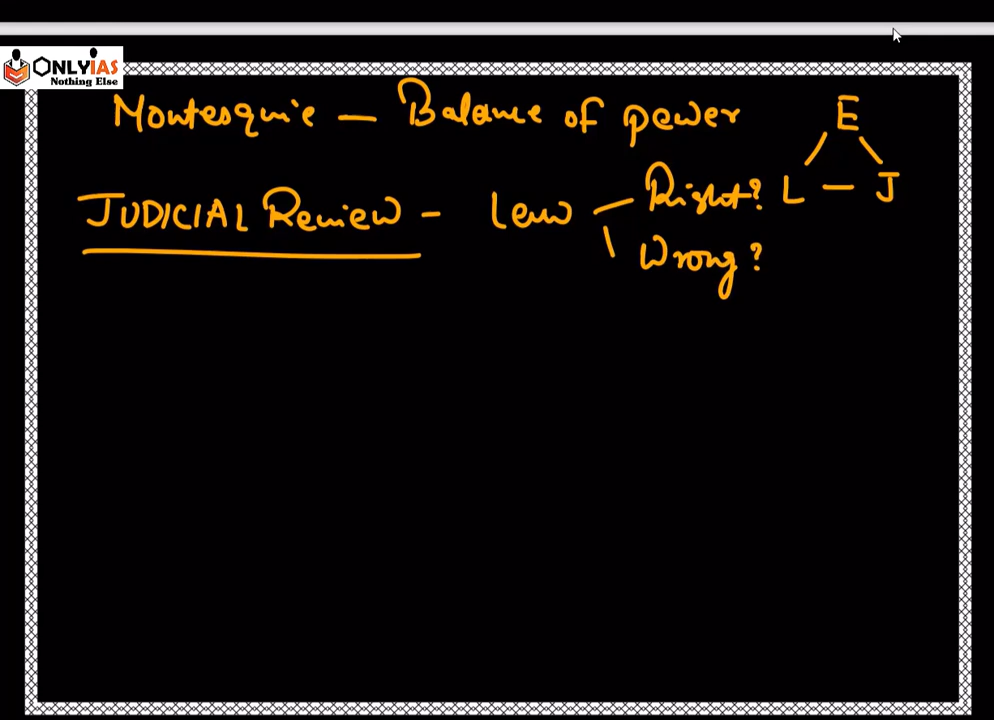 ONLYIAS
Nothing Else
Montesquie — Balance of power
E
L — J
JUDICIAL Review - Law
Right?
Wrong?